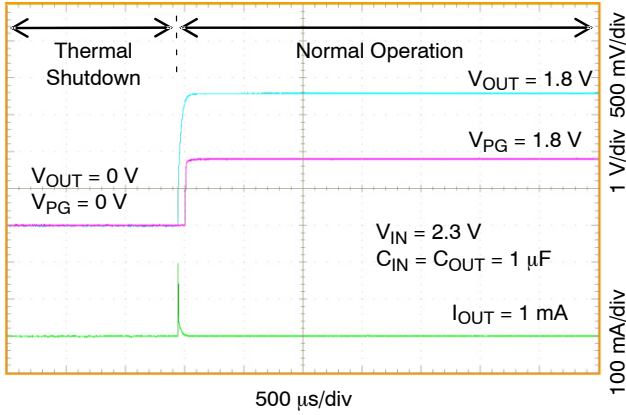 Thermal
Shutdown
Normal Operation
VOUT = 1.8 V
VPG = 1.8 V
VOUT = 0 V
VPG = 0 V
VIN = 2.3 V
CIN = COUT = 1 μF
IOUT = 1 mA
500 μs/div
500 mV/div
1 V/div
100 mA/div